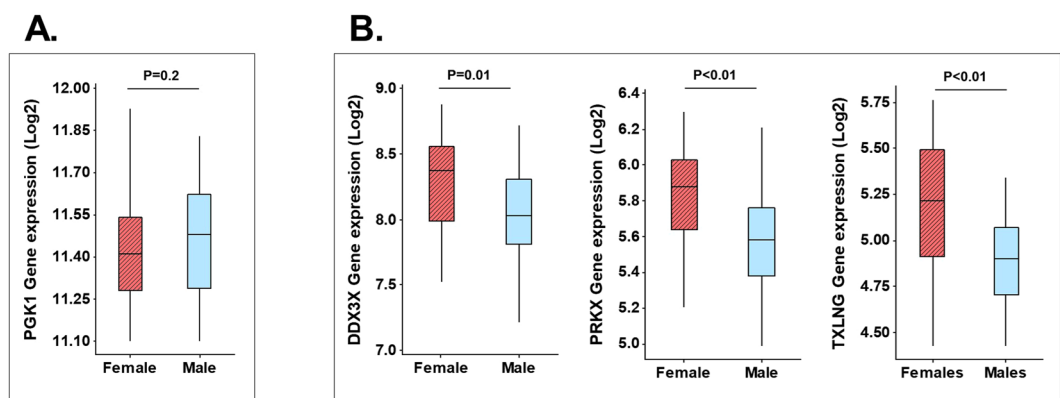 A.
B.
P=0.2
PGK1 Gene expression (Log2)
12.00
11.85
11.70
11.55
11.40
11.25
11.10
Female
Male
P=0.01
DDX3X Gene expression (Log2)
9.0
8.5
8.0
7.5
7.0
Female
Male
P<0.01
PRKX Gene expression (Log2)
6.4
6.2
6.0
5.8
5.6
5.4
5.2
5.0
Female
Male
P<0.01
TXLNG Gene expression (Log2)
5.75
5.50
5.25
5.00
4.75
4.50
Females
Males